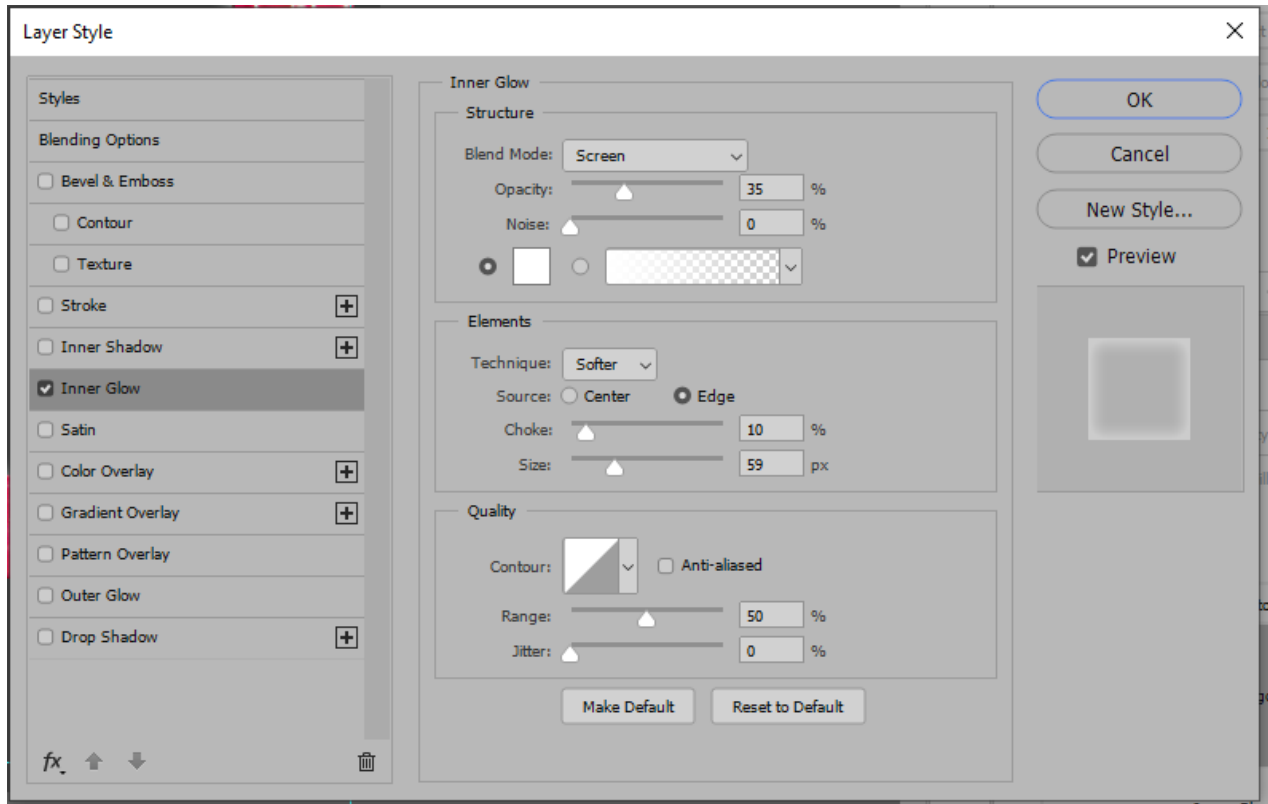 Layer Style
Styles
Blending Options
Bevel & Emboss
Contour
Texture
Stroke
Inner Shadow
Inner Glow
Satin
Color Overlay
Gradient Overlay
Pattern Overlay
Outer Glow
Drop Shadow
fx
Inner Glow
Structure
Blend Mode: Screen
Opacity: 35 %
Noise: 0 %
Elements
Technique: Softer
Source: Center Edge
Choke: 10 %
Size: 59 px
Quality
Contour: Anti-aliased
Range: 50 %
Jitter: 0 %
Make Default Reset to Default
OK
Cancel
New Style...
Preview